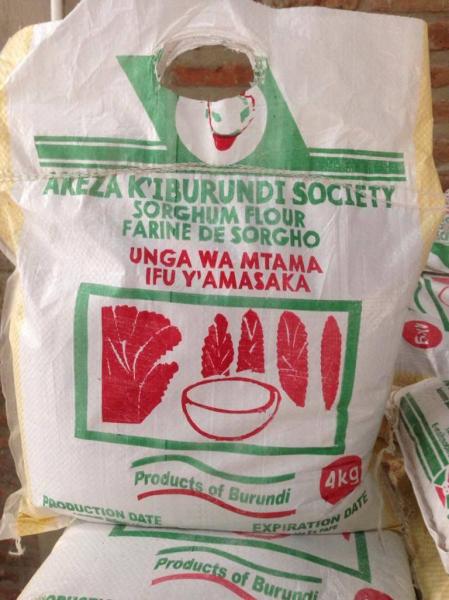 AKEZA K'IBURUNDI SOCIETY
SORGHUM FLOUR
FARINE DE SORGHO
UNGA WA MTAMA
IFU Y'AMASAKA
Products of Burundi
4kg
PRODUCTION DATE
EXPIRATION DATE
Products of Burundi